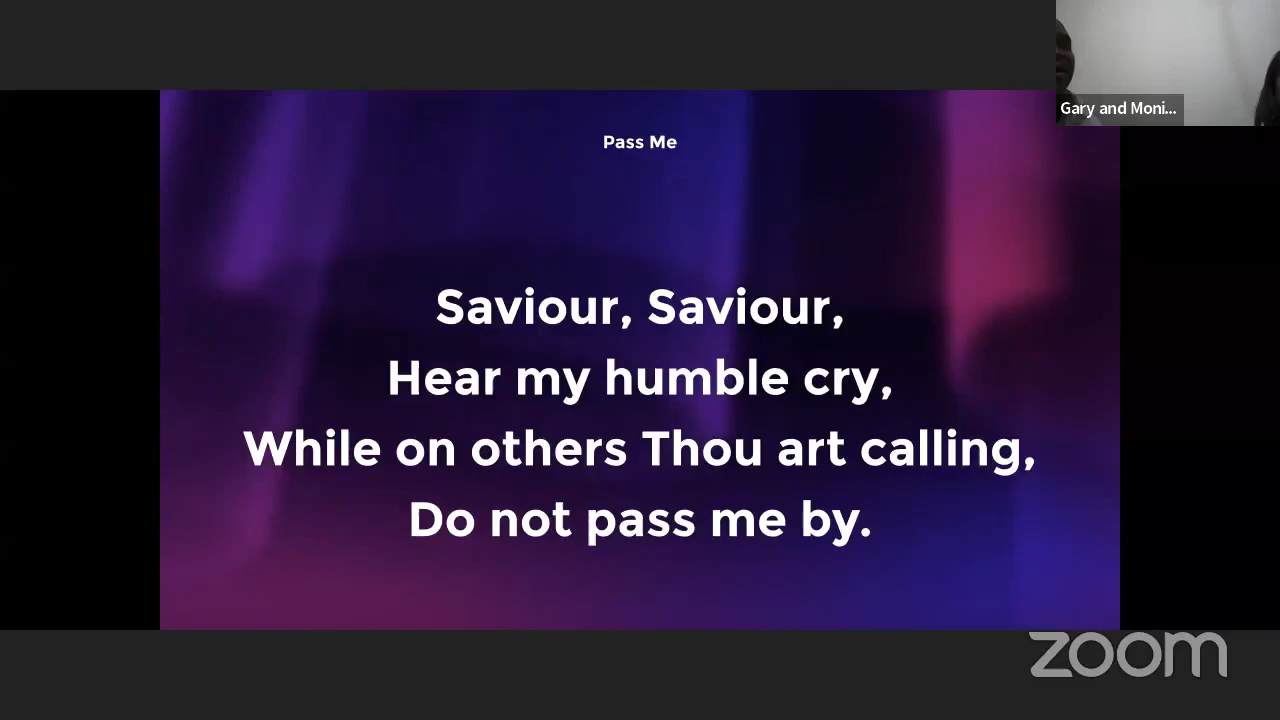 Gary and Moni...
Pass Me
Saviour, Saviour,
Hear my humble cry,
While on others Thou art calling,
Do not pass me by.
zoom